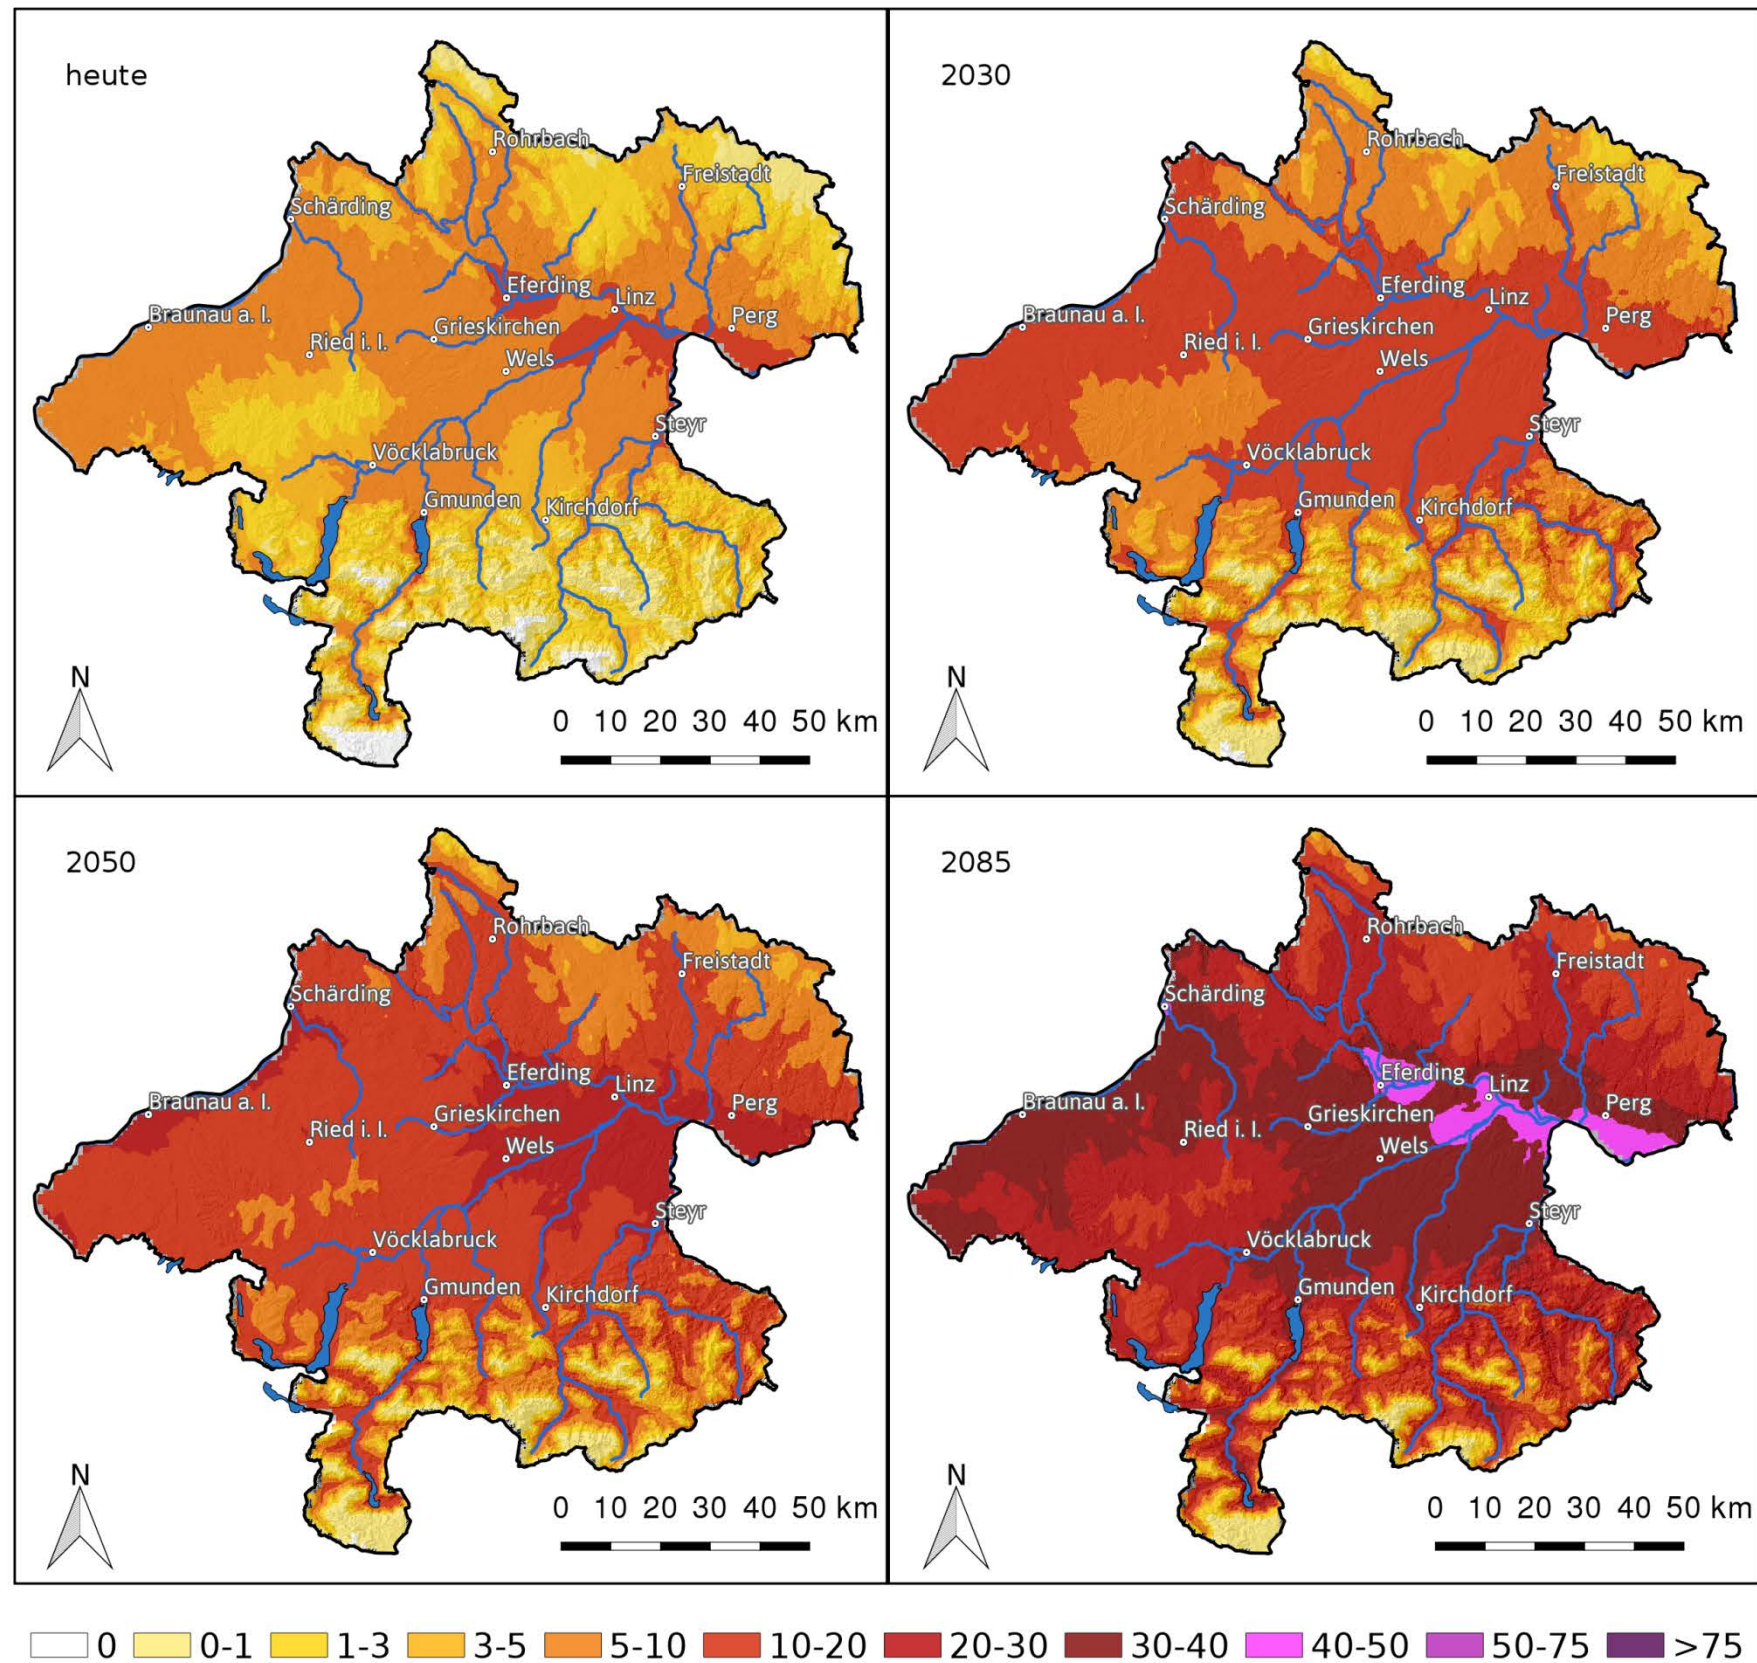 heute
Rohrbach
Freistadt
Schärding
Eferding
Linz
Braunau a. I.
Perg
Grieskirchen
Ried i. I.
Wels
Steyr
Vöcklabruck
Gmunden
Kirchdorf
N
0 10 20 30 40 50 km
2030
Rohrbach
Freistadt
Schärding
Eferding
Linz
Braunau a. I.
Perg
Grieskirchen
Ried i. I.
Wels
Steyr
Vöcklabruck
Gmunden
Kirchdorf
N
0 10 20 30 40 50 km
2050
Rohrbach
Freistadt
Schärding
Eferding
Linz
Braunau a. I.
Perg
Grieskirchen
Ried i. I.
Wels
Steyr
Vöcklabruck
Gmunden
Kirchdorf
N
0 10 20 30 40 50 km
2085
Rohrbach
Freistadt
Schärding
Eferding
Linz
Braunau a. I.
Perg
Grieskirchen
Ried i. I.
Wels
Steyr
Vöcklabruck
Gmunden
Kirchdorf
N
0 10 20 30 40 50 km
0 0-1 1-3 3-5 5-10 10-20 20-30 30-40 40-50 50-75 >75